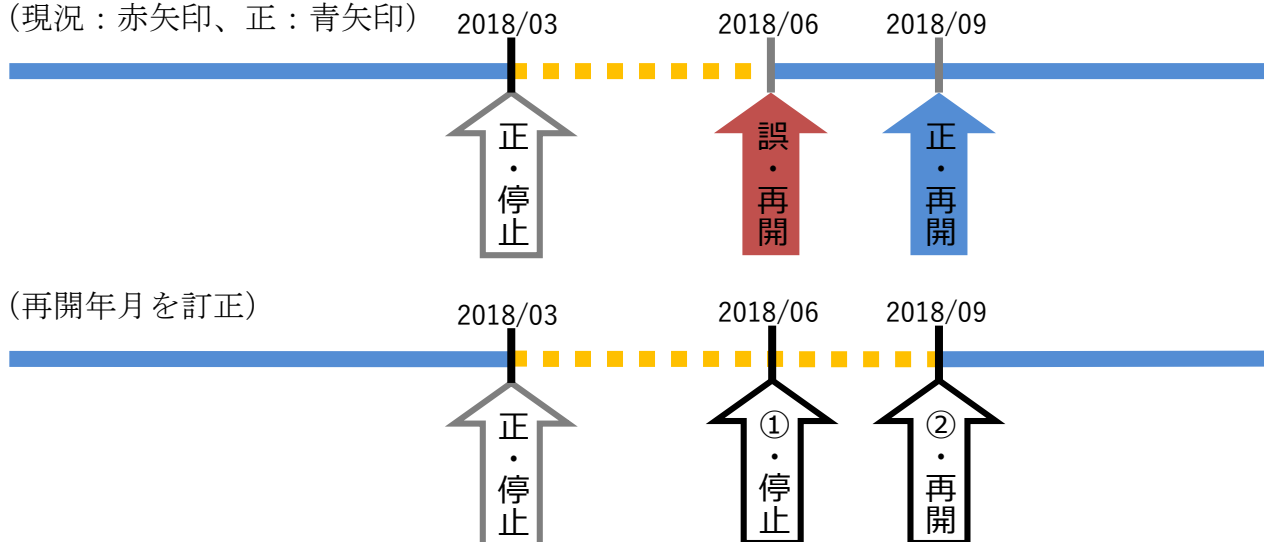 (現況：赤矢印、正：青矢印)
2018/03
2018/06
2018/09
正・停止
誤・再開
正・再開
(再開年月を訂正)
2018/03
2018/06
2018/09
正・停止
①・停止
②・再開